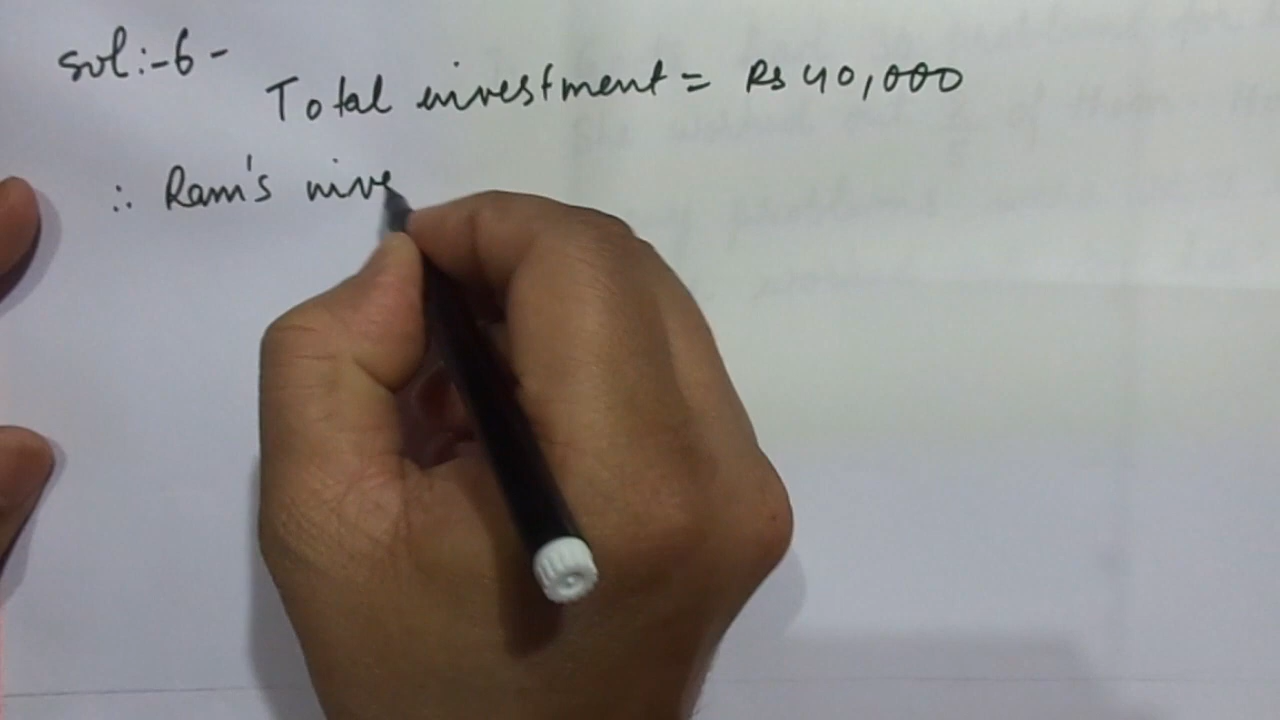 Sol:-6-
Total investment = Rs 40,000
∴ Ram's inve